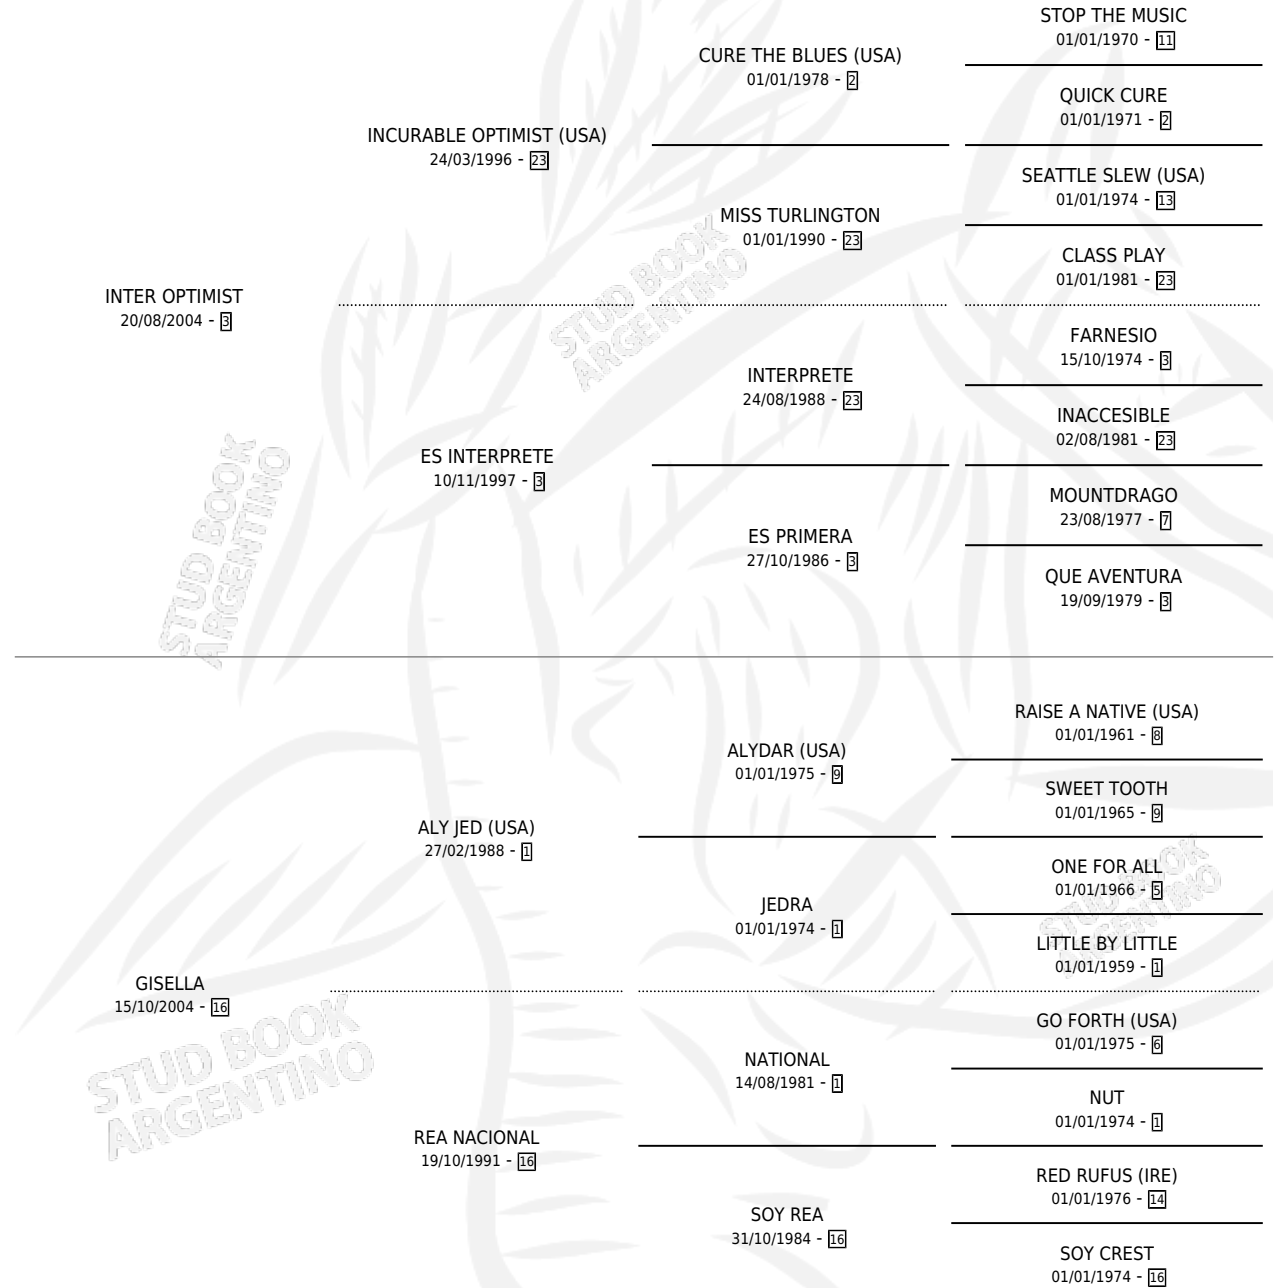 STOP THE MUSIC
01/01/1970 - 11
CURE THE BLUES (USA)
01/01/1978 - 2
QUICK CURE
01/01/1971 - 2
INCURABLE OPTIMIST (USA)
24/03/1996 - 23
SEATTLE SLEW (USA)
01/01/1974 - 13
MISS TURLINGTON
01/01/1990 - 23
CLASS PLAY
01/01/1981 - 23
INTER OPTIMIST
20/08/2004 - 3
STUD BOOK
ARGENTINO
FARNESIO
15/10/1974 - 3
INTERPRETE
24/08/1988 - 23
INACCESIBLE
02/08/1981 - 23
ES INTERPRETE
10/11/1997 - 3
MOUNTDRAGO
23/08/1977 - 7
ES PRIMERA
27/10/1986 - 3
QUE AVENTURA
19/09/1979 - 3
STUD BOOK
ARGENTINO
RAISE A NATIVE (USA)
01/01/1961 - 8
ALYDAR (USA)
01/01/1975 - 9
SWEET TOOTH
01/01/1965 - 9
ALY JED (USA)
27/02/1988 - 1
ONE FOR ALL
01/01/1966 - 5
JEDRA
01/01/1974 - 1
STUD BOOK
ARGENTINO
LITTLE BY LITTLE
01/01/1959 - 1
GISELLA
15/10/2004 - 16
GO FORTH (USA)
01/01/1975 - 6
NATIONAL
14/08/1981 - 1
STUD BOOK
ARGENTINO
NUT
01/01/1974 - 1
REA NACIONAL
19/10/1991 - 16
RED RUFUS (IRE)
01/01/1976 - 14
SOY REA
31/10/1984 - 16
SOY CREST
01/01/1974 - 16